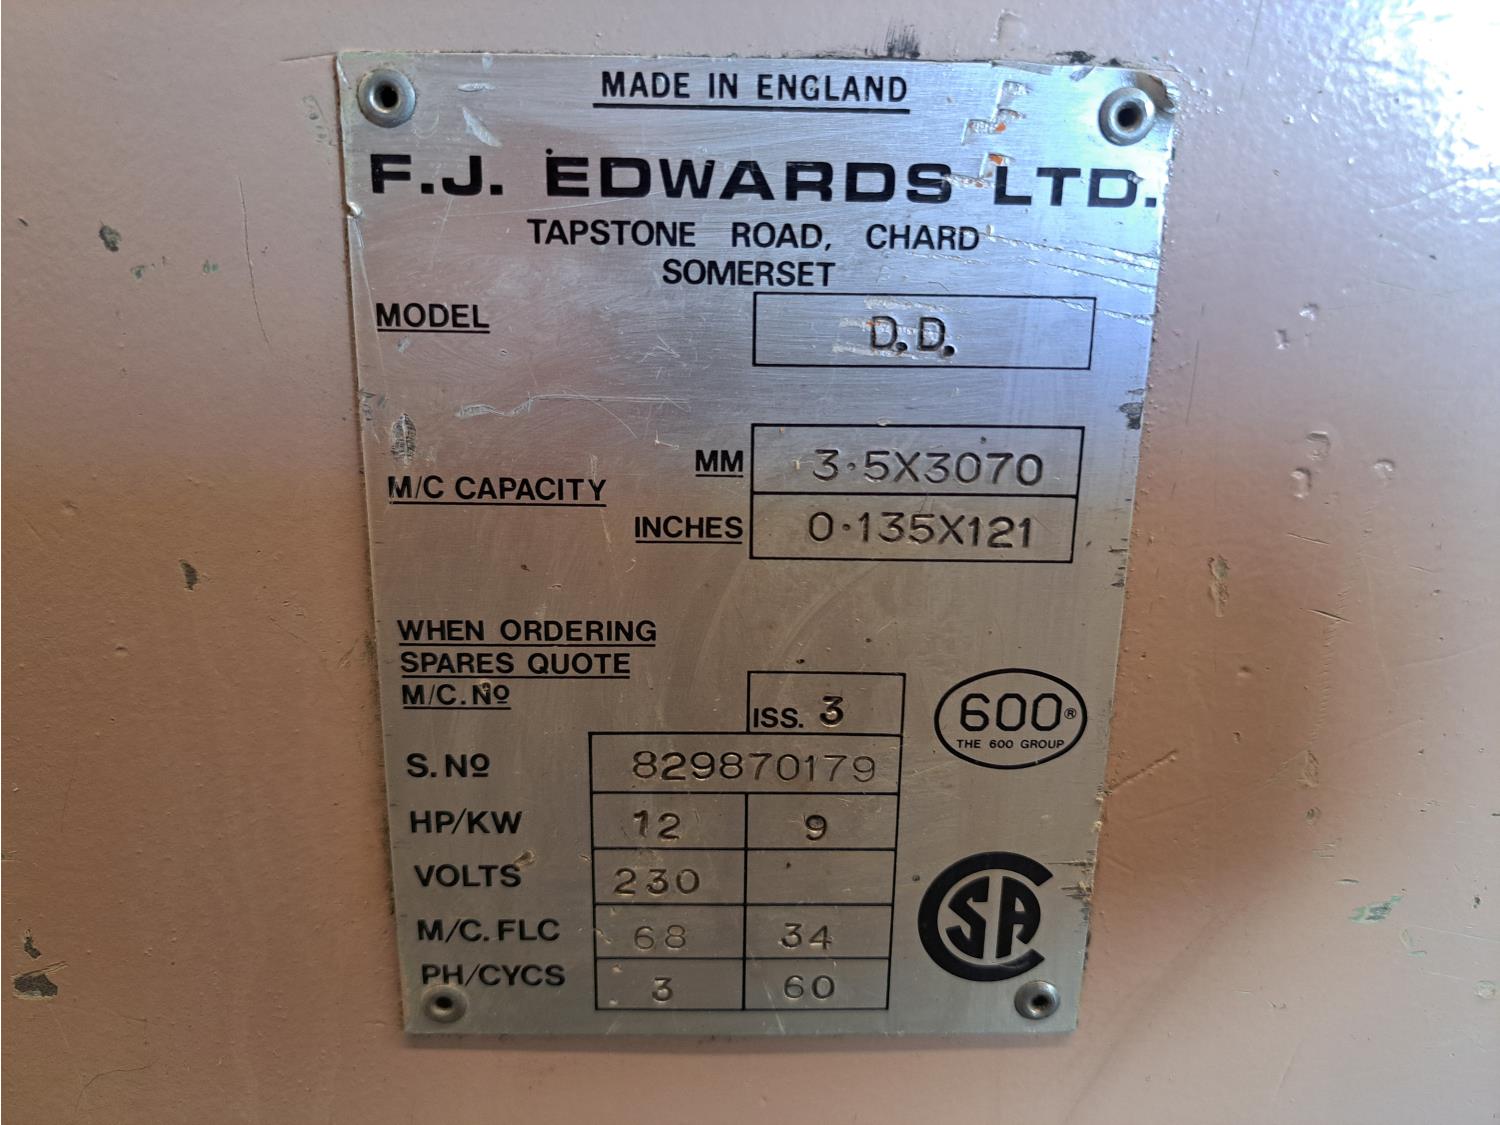 MADE IN ENGLAND
F.J. EDWARDS LTD.
TAPSTONE ROAD, CHARD
SOMERSET
MODEL D.D.
M/C CAPACITY
MM 3·5X3070
INCHES 0·135X121
WHEN ORDERING
SPARES QUOTE
M/C.Nº
ISS. 3
600®
THE 600 GROUP
S.Nº 829870179
HP/KW 12 9
VOLTS 230
M/C.FLC 68 34
PH/CYCS 3 60
CSA